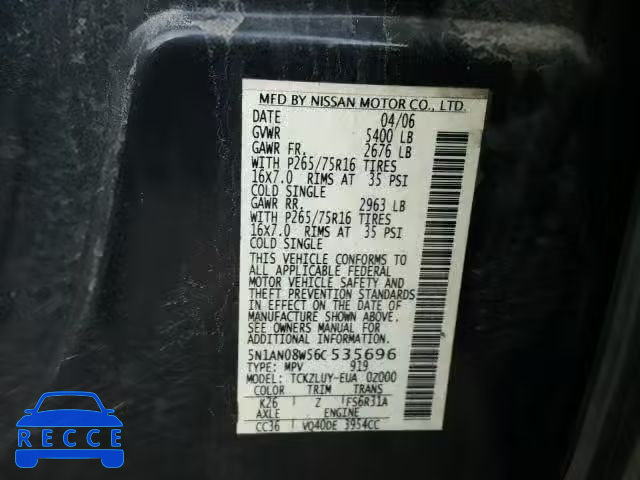 MFD BY NISSAN MOTOR CO., LTD.
DATE 04/06
GVWR 5400 LB
GAWR FR. 2676 LB
WITH P265/75R16 TIRES
16X7.0 RIMS AT 35 PSI
COLD SINGLE
GAWR RR. 2963 LB
WITH P265/75R16 TIRES
16X7.0 RIMS AT 35 PSI
COLD SINGLE
THIS VEHICLE CONFORMS TO
ALL APPLICABLE FEDERAL
MOTOR VEHICLE SAFETY AND
THEFT PREVENTION STANDARDS
IN EFFECT ON THE DATE OF
MANUFACTURE SHOWN ABOVE.
SEE OWNERS MANUAL FOR
ADDITIONAL INFORMATION.
5N1AN08W56C535696
TYPE: MPV 919
MODEL: TCKZLUY-EUA 0Z000
COLOR TRIM TRANS
K26 Z FS6R31A
AXLE ENGINE
CC36 VQ40DE 3954CC
BE CLEVER